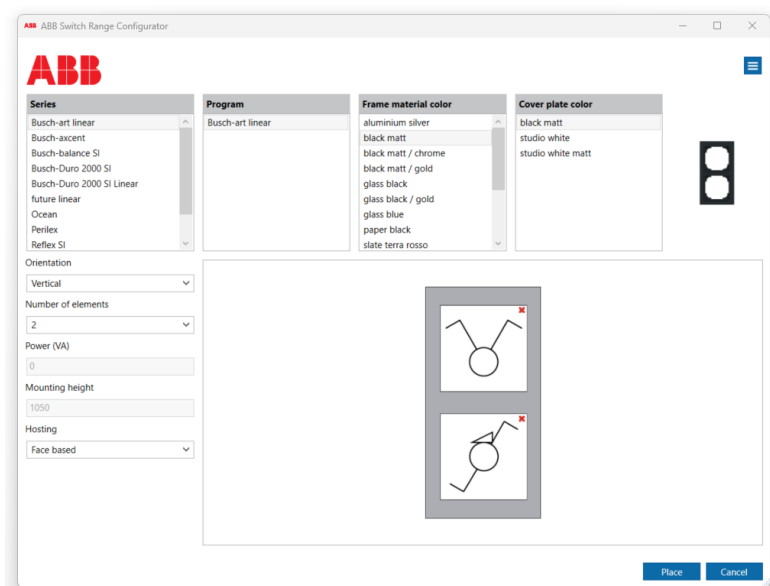 ABB ABB Switch Range Configurator
ABB
Series
Busch-art linear
Busch-axcent
Busch-balance SI
Busch-Duro 2000 SI
Busch-Duro 2000 SI Linear
future linear
Ocean
Perilex
Reflex SI
Program
Busch-art linear
Frame material color
aluminium silver
black matt
black matt / chrome
black matt / gold
glass black
glass black / gold
glass blue
paper black
slate terra rosso
Cover plate color
black matt
studio white
studio white matt
Orientation
Vertical
Number of elements
2
Power (VA)
0
Mounting height
1050
Hosting
Face based
Place Cancel